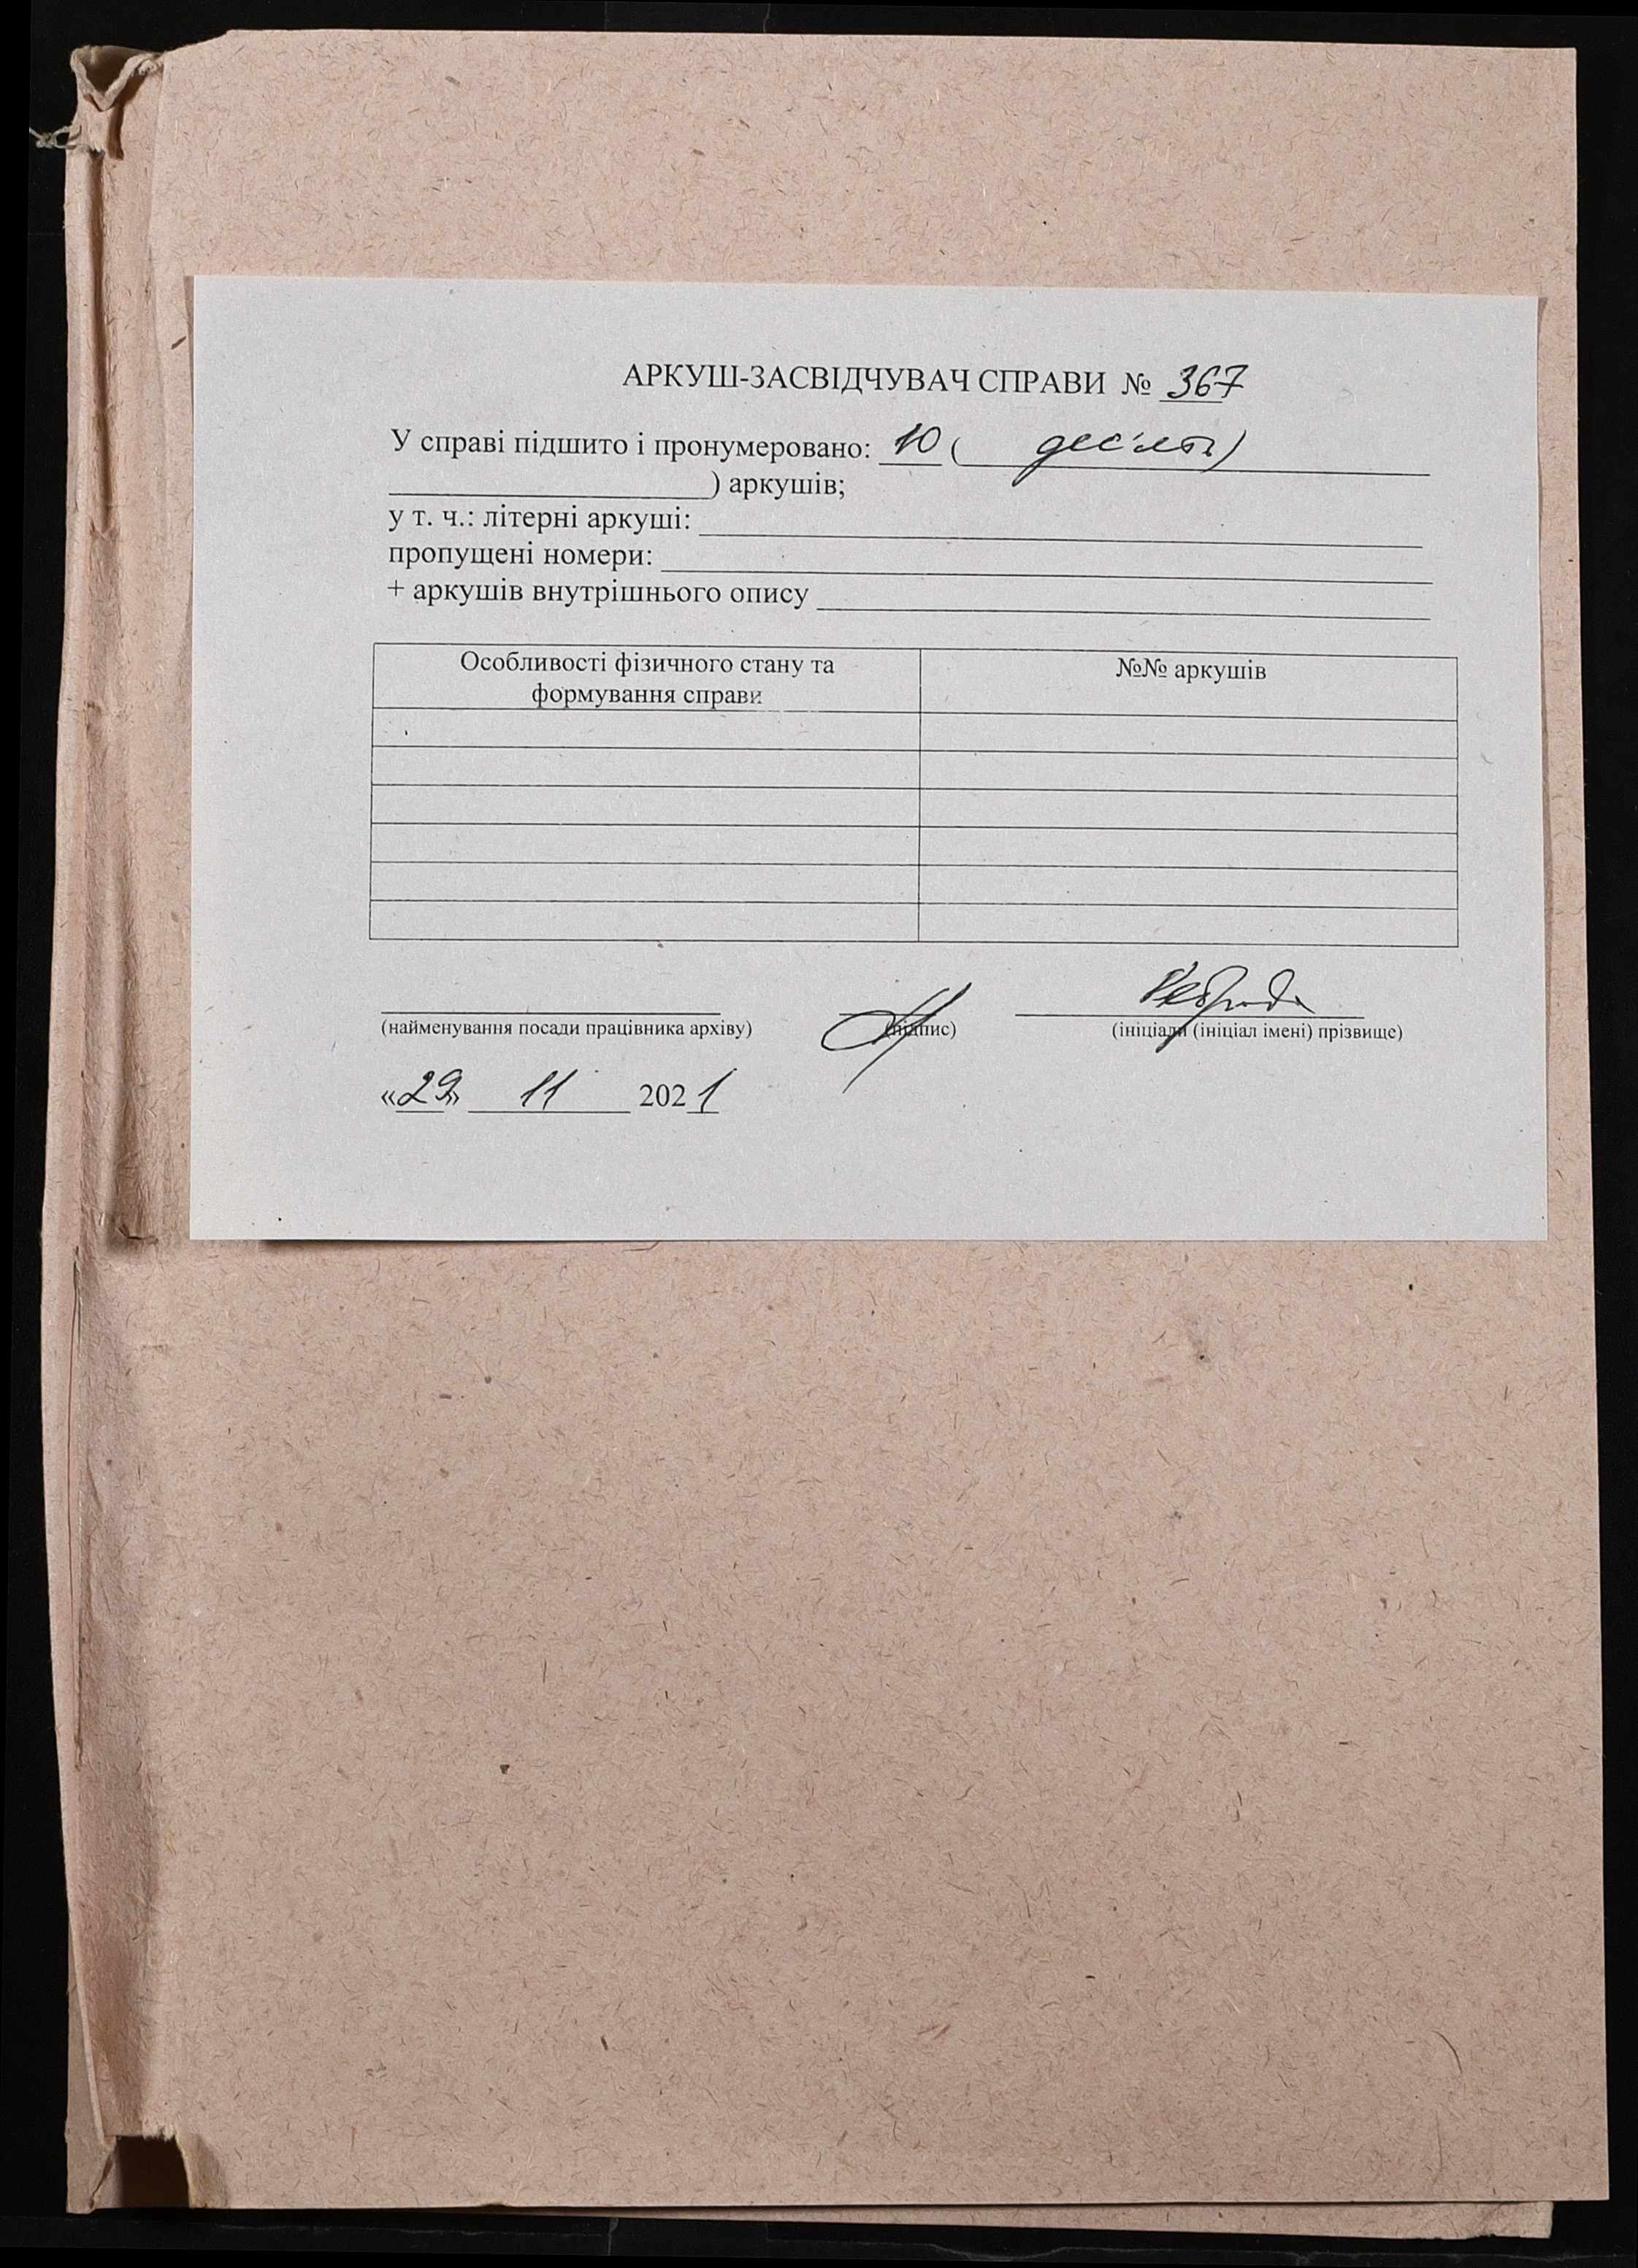 АРКУШ-ЗАСВІДЧУВАЧ СПРАВИ № 367
У справі підшито і пронумеровано: 10 ( десять)
) аркушів;
у т. ч.: літерні аркуші:
пропущені номери:
+ аркушів внутрішнього опису
Особливості фізичного стану та
формування справи
№№ аркушів
(найменування посади працівника архіву)
(підпис)
(ініціали (ініціал імені) прізвище)
«29» 11 2021